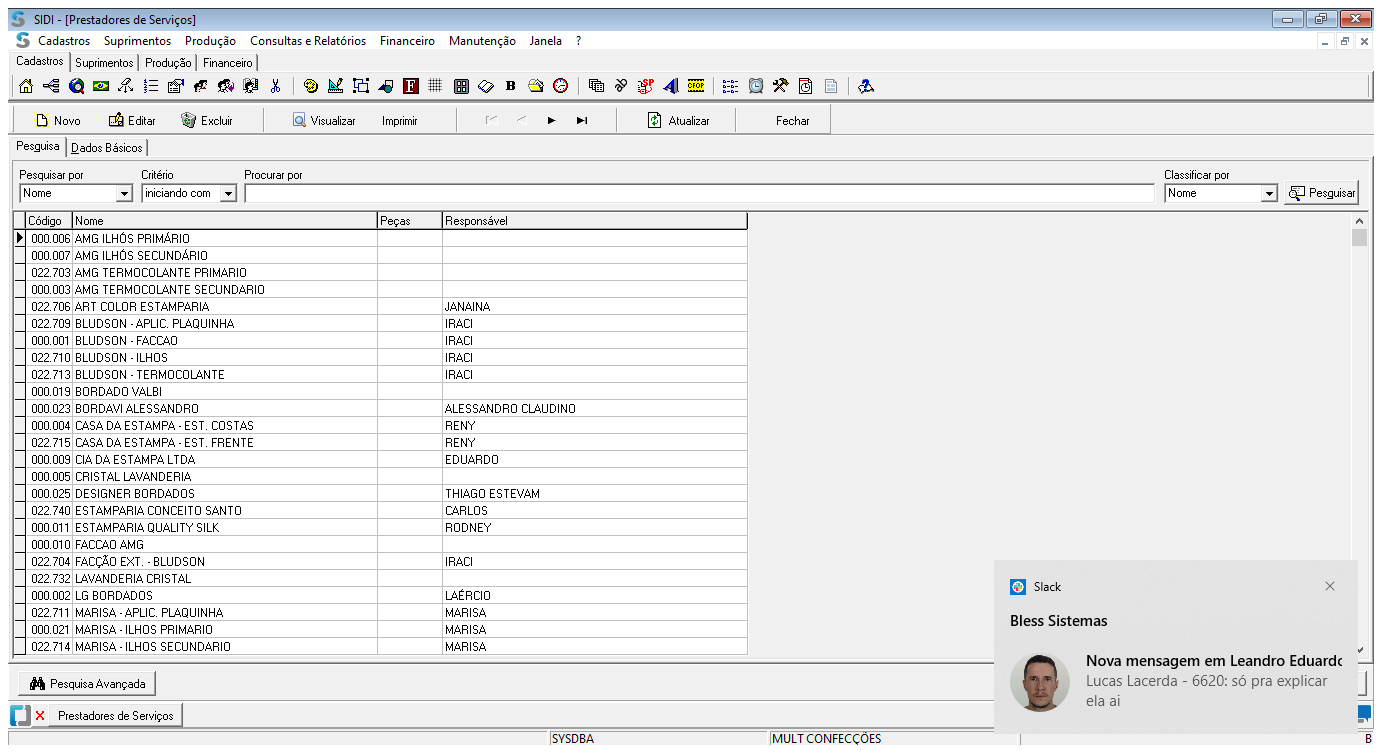 SIDI - [Prestadores de Serviços]
Cadastros Suprimentos Produção Consultas e Relatórios Financeiro Manutenção Janela ?
Cadastros Suprimentos Produção Financeiro
F B SP CFOP
Novo Editar Excluir Visualizar Imprimir Atualizar Fechar
Pesquisa Dados Básicos
Pesquisar por Critério Procurar por Classificar por
Nome iniciando com Nome Pesquisar
Código Nome Peças Responsável
000.006 AMG ILHÓS PRIMÁRIO
000.007 AMG ILHÓS SECUNDÁRIO
022.703 AMG TERMOCOLANTE PRIMARIO
000.003 AMG TERMOCOLANTE SECUNDARIO
022.706 ART COLOR ESTAMPARIA JANAINA
022.709 BLUDSON - APLIC. PLAQUINHA IRACI
000.001 BLUDSON - FACCAO IRACI
022.710 BLUDSON - ILHOS IRACI
022.713 BLUDSON - TERMOCOLANTE IRACI
000.019 BORDADO VALBI
000.023 BORDAVI ALESSANDRO ALESSANDRO CLAUDINO
000.004 CASA DA ESTAMPA - EST. COSTAS RENY
022.715 CASA DA ESTAMPA - EST. FRENTE RENY
000.009 CIA DA ESTAMPA LTDA EDUARDO
000.005 CRISTAL LAVANDERIA
000.025 DESIGNER BORDADOS THIAGO ESTEVAM
022.740 ESTAMPARIA CONCEITO SANTO CARLOS
000.011 ESTAMPARIA QUALITY SILK RODNEY
000.010 FACCAO AMG
022.704 FACÇÃO EXT. - BLUDSON IRACI
022.732 LAVANDERIA CRISTAL
000.002 LG BORDADOS LAÉRCIO
022.711 MARISA - APLIC. PLAQUINHA MARISA
000.021 MARISA - ILHOS PRIMARIO MARISA
022.714 MARISA - ILHOS SECUNDARIO MARISA
Slack
Bless Sistemas
Nova mensagem em Leandro Eduardo
Lucas Lacerda - 6620: só pra explicar
ela ai
Pesquisa Avançada
Prestadores de Serviços
SYSDBA MULT CONFECÇÕES B